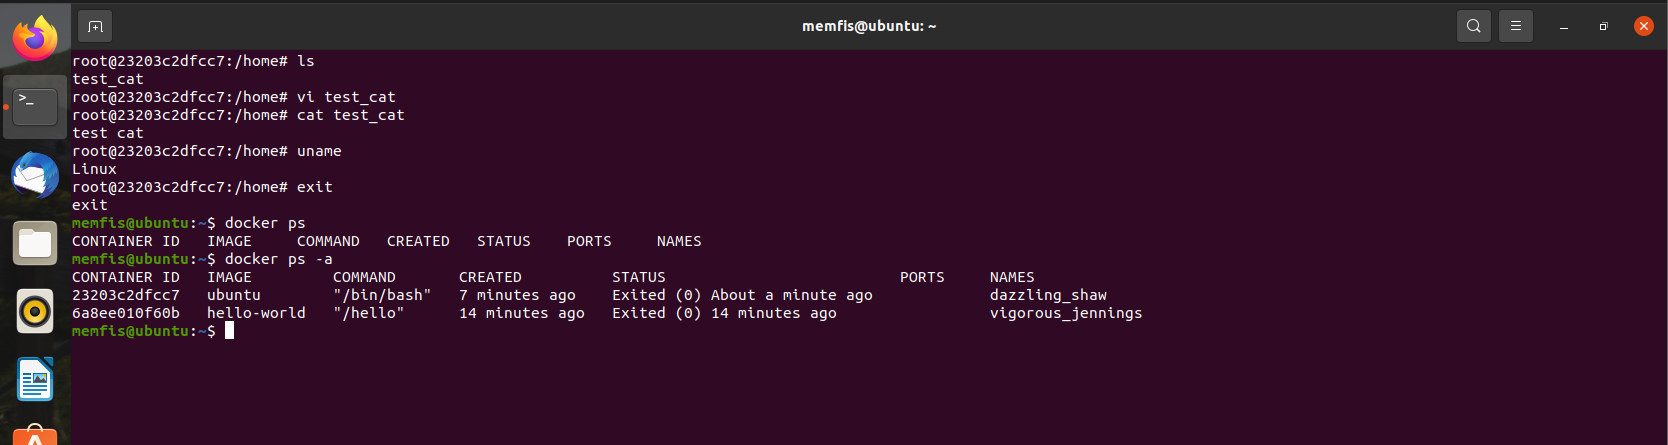 memfis@ubuntu: ~
root@23203c2dfcc7:/home# ls
test_cat
root@23203c2dfcc7:/home# vi test_cat
root@23203c2dfcc7:/home# cat test_cat
test cat
root@23203c2dfcc7:/home# uname
Linux
root@23203c2dfcc7:/home# exit
exit
memfis@ubuntu:~$ docker ps
CONTAINER ID   IMAGE     COMMAND   CREATED   STATUS    PORTS     NAMES
memfis@ubuntu:~$ docker ps -a
CONTAINER ID   IMAGE         COMMAND       CREATED          STATUS                          PORTS     NAMES
23203c2dfcc7   ubuntu        "/bin/bash"   7 minutes ago    Exited (0) About a minute ago             dazzling_shaw
6a8ee010f60b   hello-world   "/hello"      14 minutes ago   Exited (0) 14 minutes ago                 vigorous_jennings
memfis@ubuntu:~$